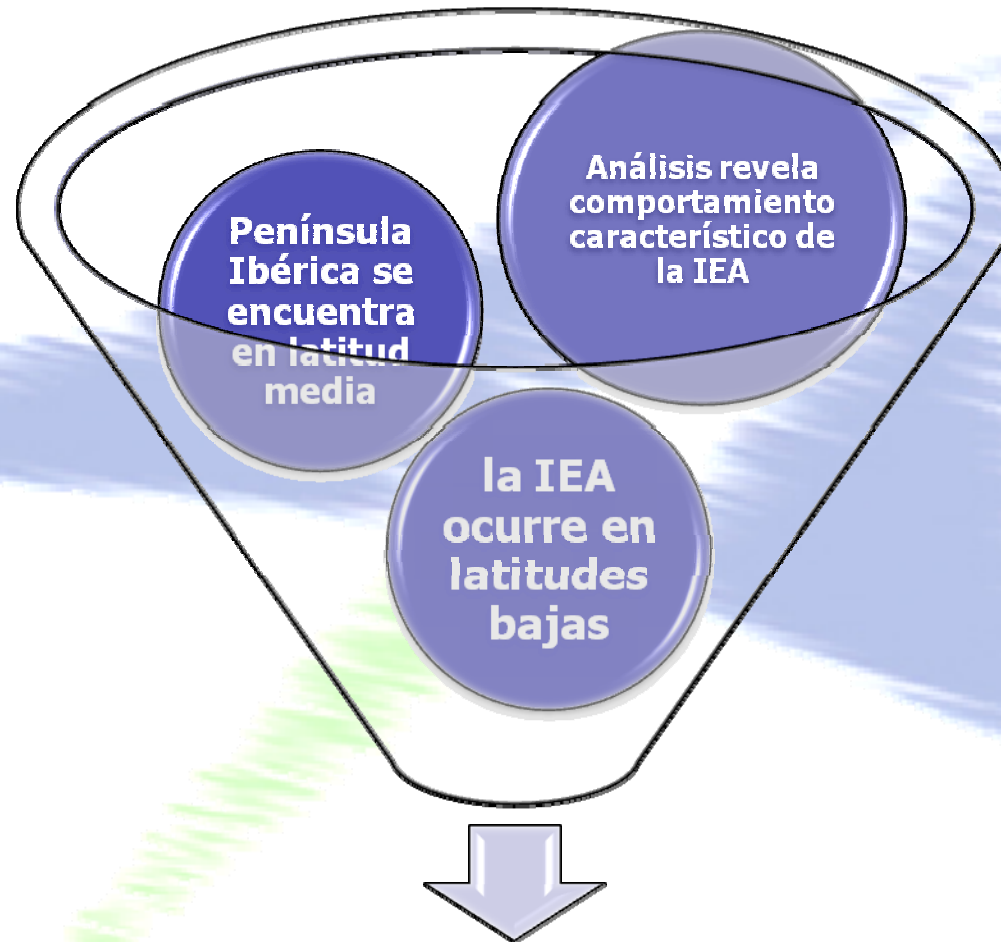 Península
Ibérica se
encuentra
en latitud
media
Análisis revela
comportamiento
característico de
la IEA
la IEA
ocurre en
latitudes
bajas